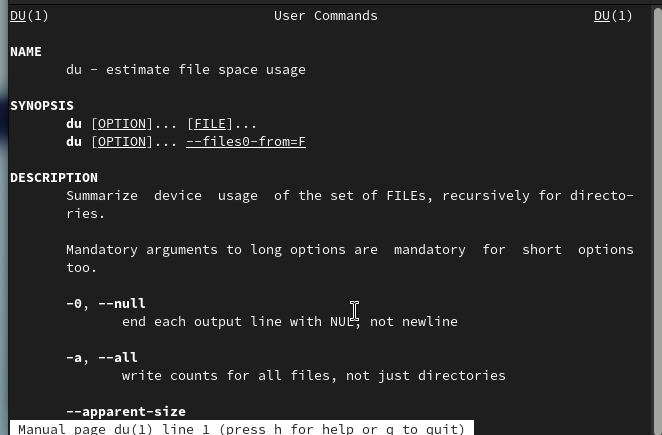 DU(1) User Commands DU(1)
NAME
du - estimate file space usage
SYNOPSIS
du [OPTION]... [FILE]...
du [OPTION]... --files0-from=F
DESCRIPTION
Summarize device usage of the set of FILEs, recursively for directo-
ries.
Mandatory arguments to long options are mandatory for short options
too.
-0, --null
end each output line with NUL, not newline
-a, --all
write counts for all files, not just directories
--apparent-size
Manual page du(1) line 1 (press h for help or q to quit)